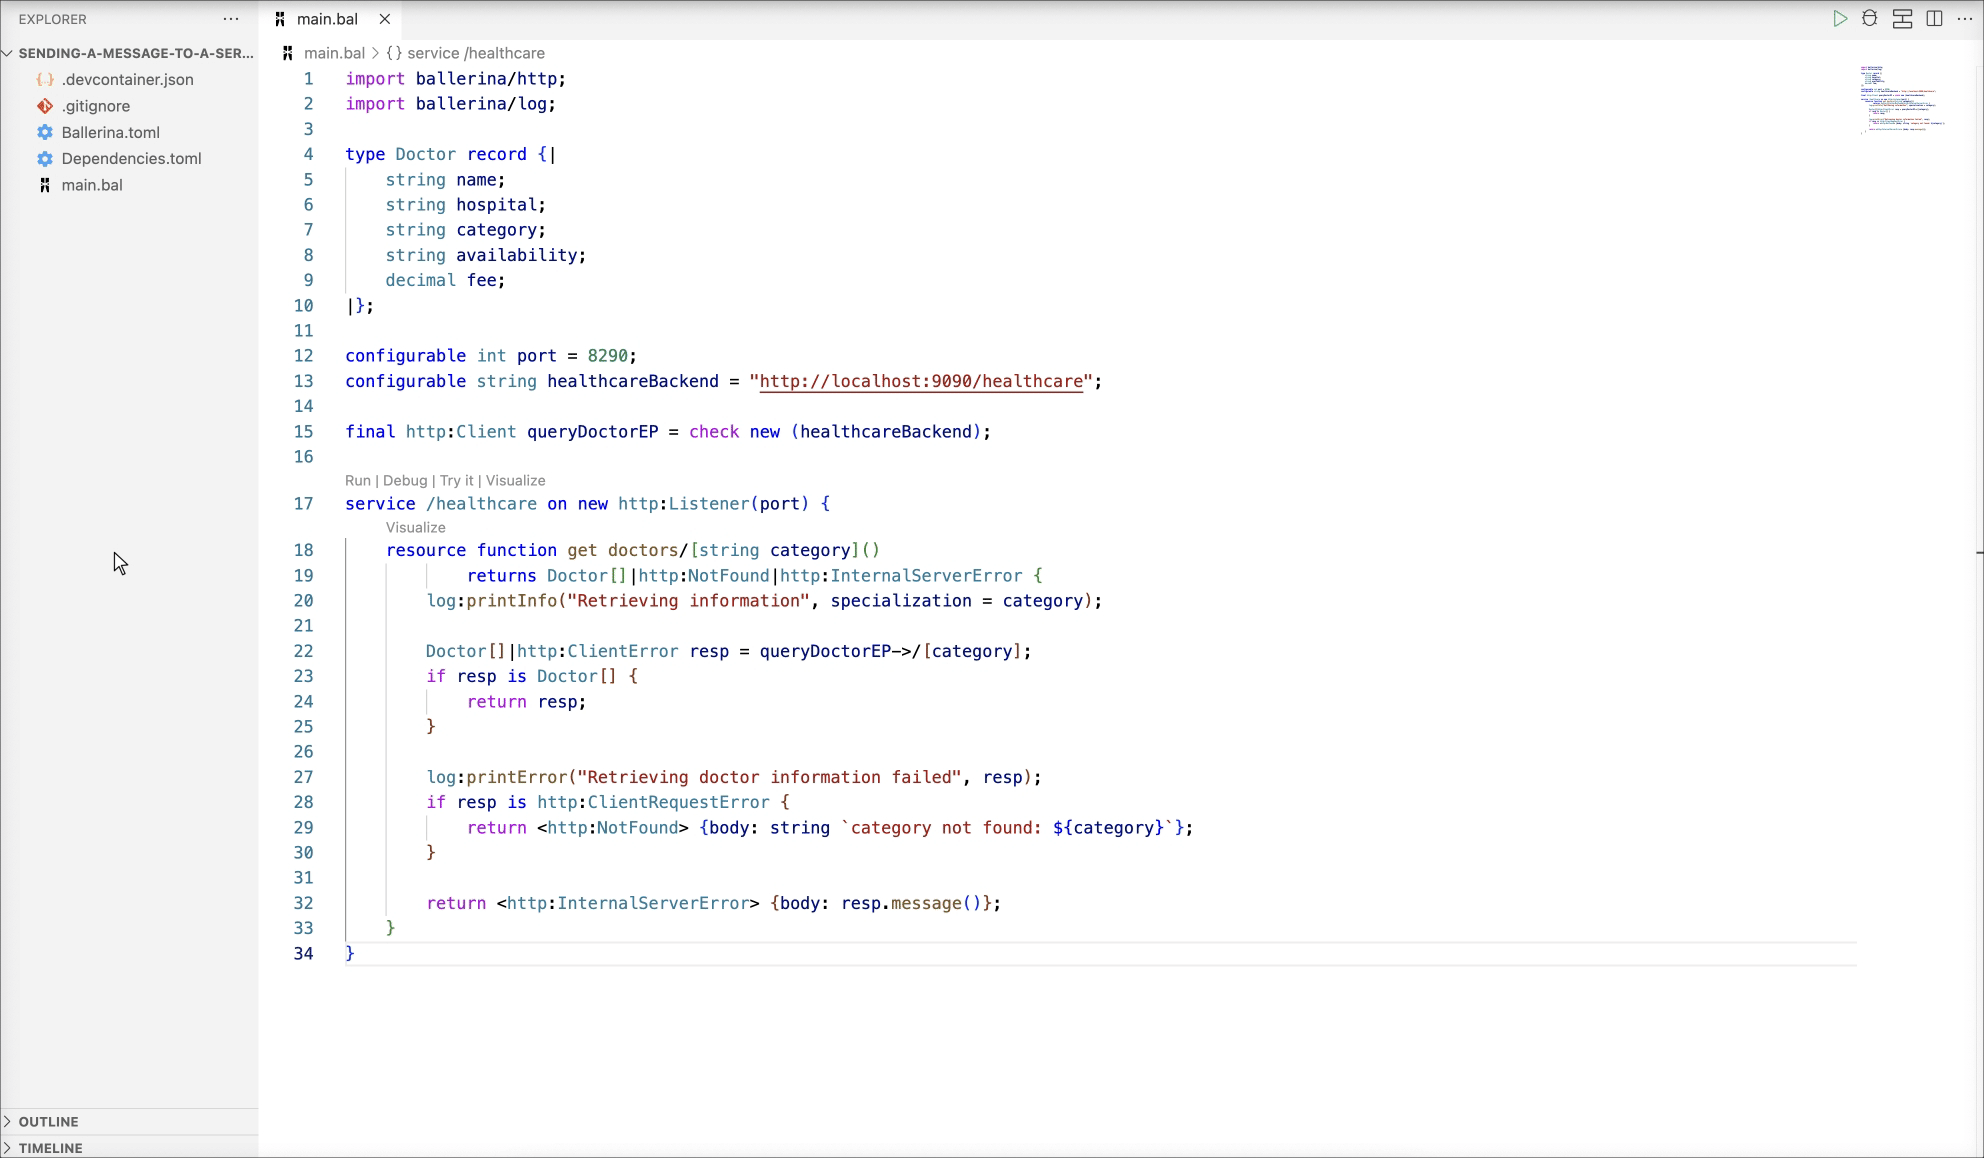 EXPLORER
SENDING-A-MESSAGE-TO-A-SER...
.devcontainer.json
.gitignore
Ballerina.toml
Dependencies.toml
main.bal
OUTLINE
TIMELINE
main.bal
main.bal > {} service /healthcare
1 import ballerina/http;
2 import ballerina/log;
3
4 type Doctor record {|
5     string name;
6     string hospital;
7     string category;
8     string availability;
9     decimal fee;
10 |};
11
12 configurable int port = 8290;
13 configurable string healthcareBackend = "http://localhost:9090/healthcare";
14
15 final http:Client queryDoctorEP = check new (healthcareBackend);
16
Run | Debug | Try it | Visualize
17 service /healthcare on new http:Listener(port) {
Visualize
18     resource function get doctors/[string category]()
19             returns Doctor[]|http:NotFound|http:InternalServerError {
20         log:printInfo("Retrieving information", specialization = category);
21
22         Doctor[]|http:ClientError resp = queryDoctorEP->/[category];
23         if resp is Doctor[] {
24             return resp;
25         }
26
27         log:printError("Retrieving doctor information failed", resp);
28         if resp is http:ClientRequestError {
29             return <http:NotFound> {body: string `category not found: ${category}`};
30         }
31
32         return <http:InternalServerError> {body: resp.message()};
33     }
34 }